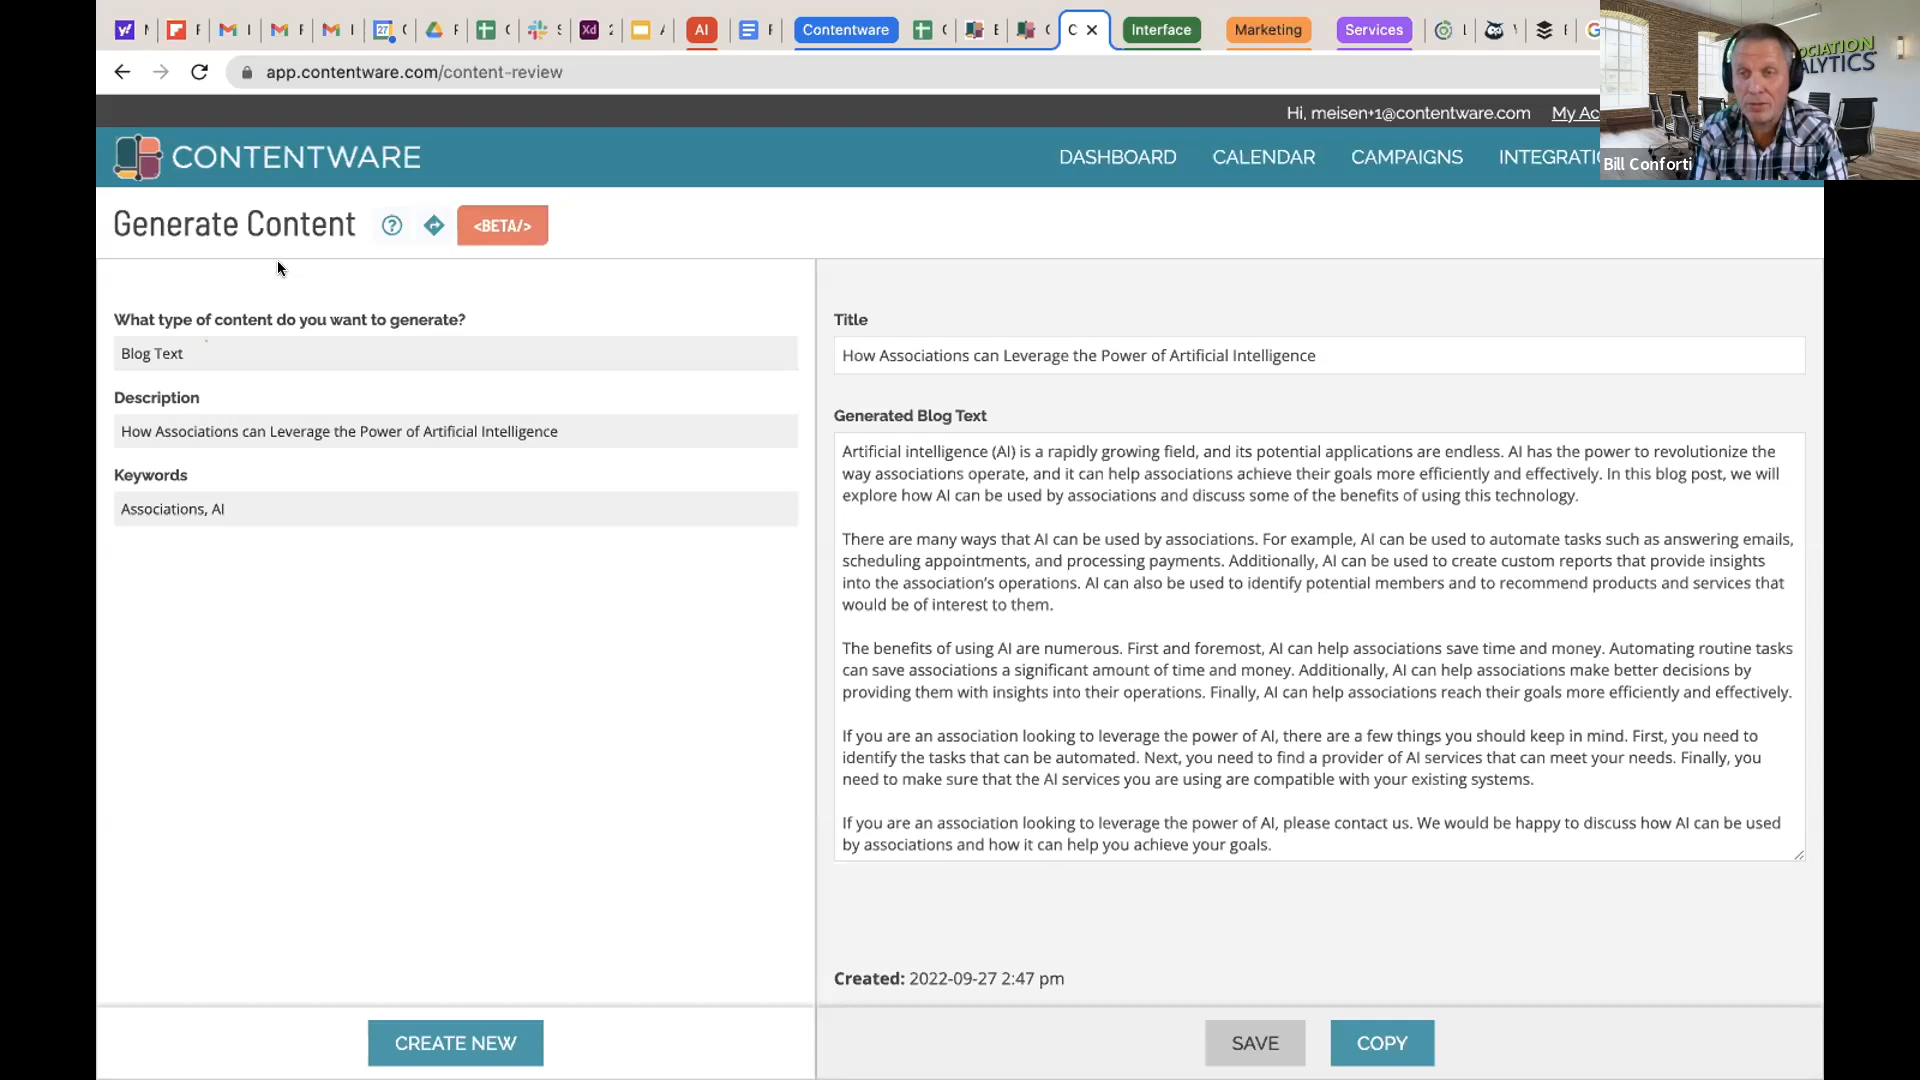 Contentware
Interface
Marketing
Services
AI
app.contentware.com/content-review
Hi, meisen+1@contentware.com My Ac
CONTENTWARE
DASHBOARD CALENDAR CAMPAIGNS INTEGRATI
OCIATION
ALYTICS
Bill Conforti
Generate Content
<BETA/>
What type of content do you want to generate?
Blog Text
Description
How Associations can Leverage the Power of Artificial Intelligence
Keywords
Associations, AI
Title
How Associations can Leverage the Power of Artificial Intelligence
Generated Blog Text
Artificial intelligence (AI) is a rapidly growing field, and its potential applications are endless. AI has the power to revolutionize the
way associations operate, and it can help associations achieve their goals more efficiently and effectively. In this blog post, we will
explore how AI can be used by associations and discuss some of the benefits of using this technology.
There are many ways that AI can be used by associations. For example, AI can be used to automate tasks such as answering emails,
scheduling appointments, and processing payments. Additionally, AI can be used to create custom reports that provide insights
into the association's operations. AI can also be used to identify potential members and to recommend products and services that
would be of interest to them.
The benefits of using AI are numerous. First and foremost, AI can help associations save time and money. Automating routine tasks
can save associations a significant amount of time and money. Additionally, AI can help associations make better decisions by
providing them with insights into their operations. Finally, AI can help associations reach their goals more efficiently and effectively.
If you are an association looking to leverage the power of AI, there are a few things you should keep in mind. First, you need to
identify the tasks that can be automated. Next, you need to find a provider of AI services that can meet your needs. Finally, you
need to make sure that the AI services you are using are compatible with your existing systems.
If you are an association looking to leverage the power of AI, please contact us. We would be happy to discuss how AI can be used
by associations and how it can help you achieve your goals.
Created: 2022-09-27 2:47 pm
CREATE NEW
SAVE
COPY